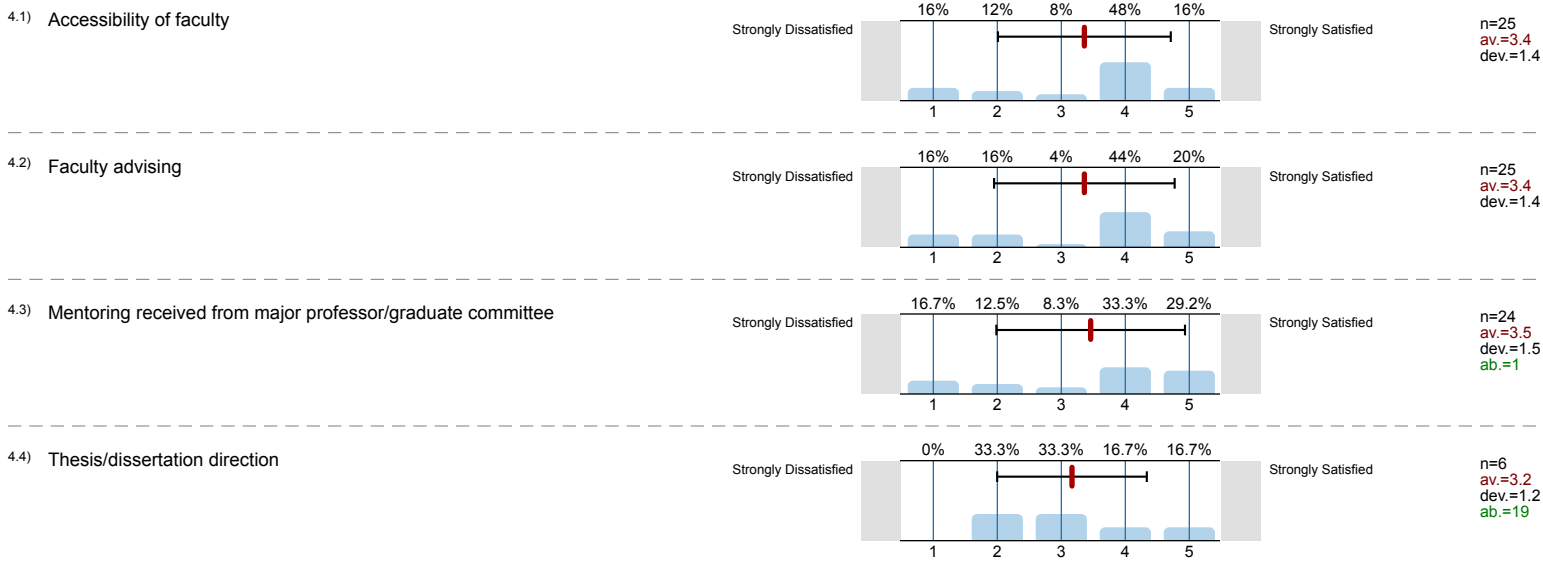 4.1) Accessibility of faculty
16% 12% 8% 48% 16%
Strongly Dissatisfied Strongly Satisfied
n=25
av.=3.4
dev.=1.4
1 2 3 4 5
4.2) Faculty advising
16% 16% 4% 44% 20%
Strongly Dissatisfied Strongly Satisfied
n=25
av.=3.4
dev.=1.4
1 2 3 4 5
4.3) Mentoring received from major professor/graduate committee
16.7% 12.5% 8.3% 33.3% 29.2%
Strongly Dissatisfied Strongly Satisfied
n=24
av.=3.5
dev.=1.5
ab.=1
1 2 3 4 5
4.4) Thesis/dissertation direction
0% 33.3% 33.3% 16.7% 16.7%
Strongly Dissatisfied Strongly Satisfied
n=6
av.=3.2
dev.=1.2
ab.=19
1 2 3 4 5